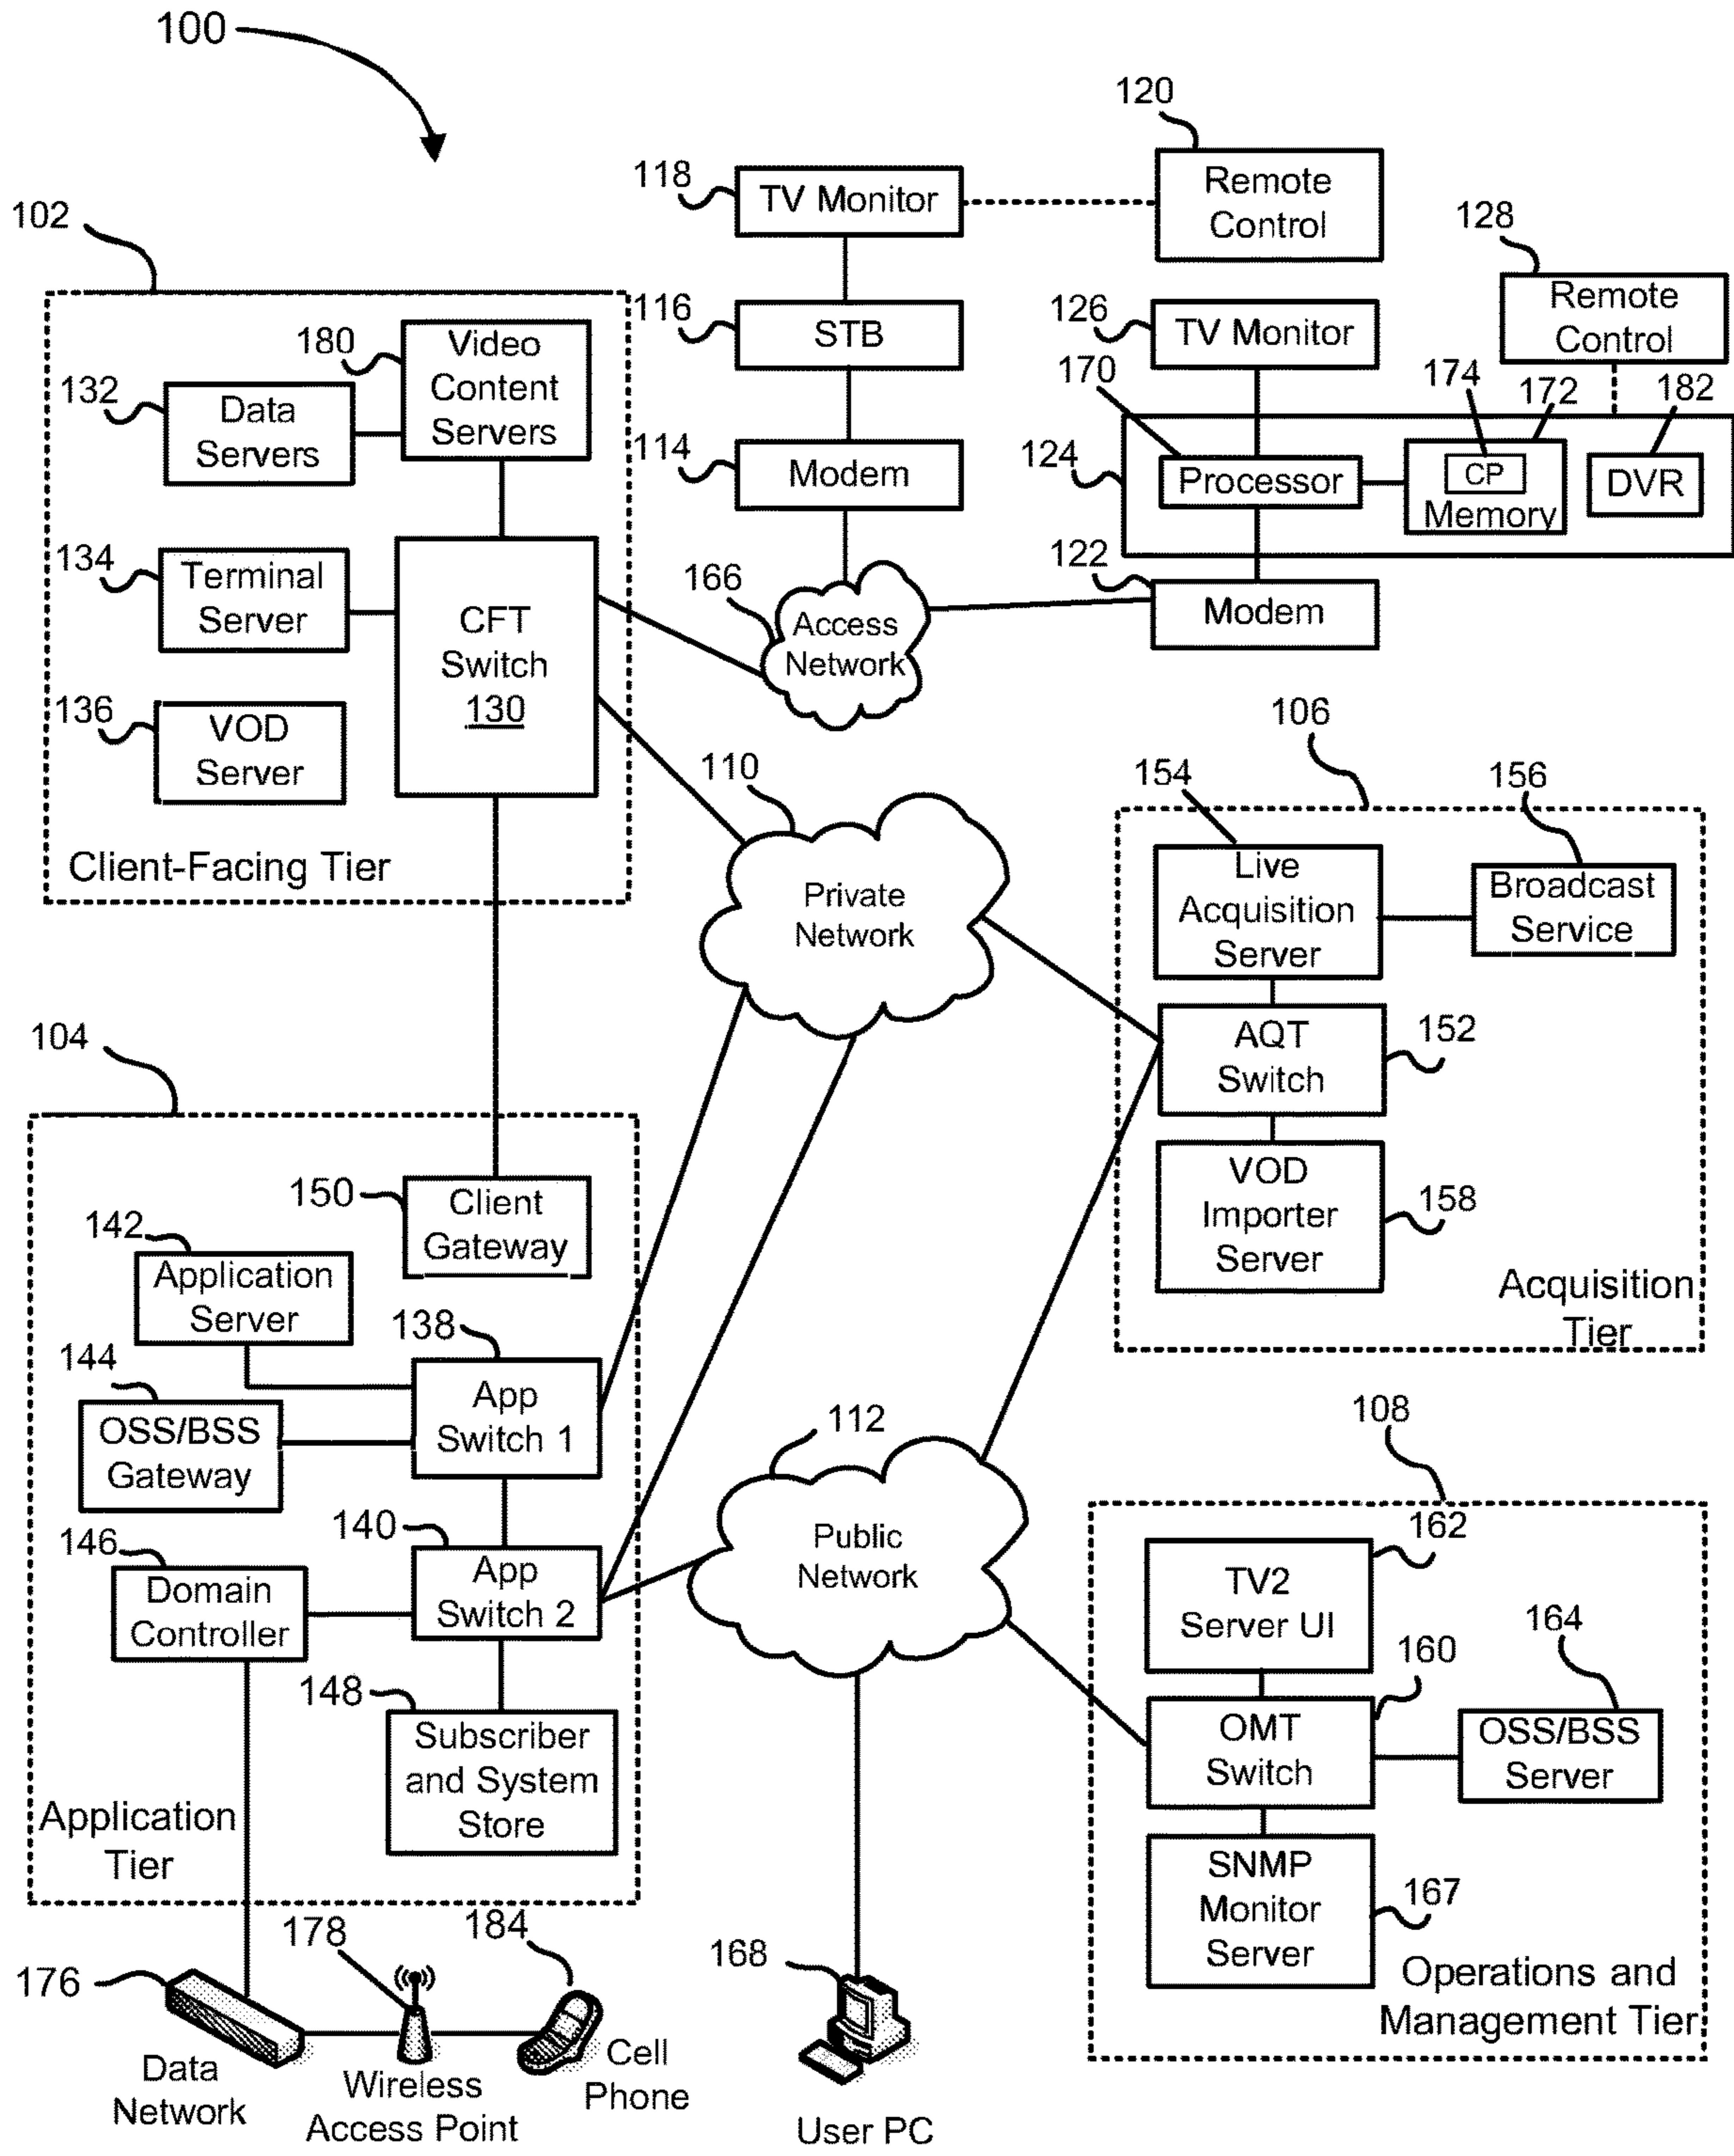 100
120
118
TV Monitor
Remote
Control
128
Remote
Control
102
116
STB
126
TV Monitor
180
Video
Content
Servers
132
Data
Servers
170
174
172
182
114
Modem
124
Processor
CP
Memory
DVR
134
Terminal
Server
CFT
Switch
130
166
Access
Network
122
Modem
136
VOD
Server
Client-Facing Tier
110
Private
Network
106
154
156
Live
Acquisition
Server
Broadcast
Service
AQT
Switch
152
VOD
Importer
Server
158
Acquisition
Tier
104
150
Client
Gateway
142
Application
Server
138
144
OSS/BSS
Gateway
App
Switch 1
140
146
Domain
Controller
App
Switch 2
148
Subscriber
and System
Store
Application
Tier
112
Public
Network
108
162
TV2
Server UI
164
160
OMT
Switch
OSS/BSS
Server
SNMP
Monitor
Server
167
Operations and
Management Tier
176
178
184
168
Data
Network
Wireless
Access Point
Cell
Phone
User PC